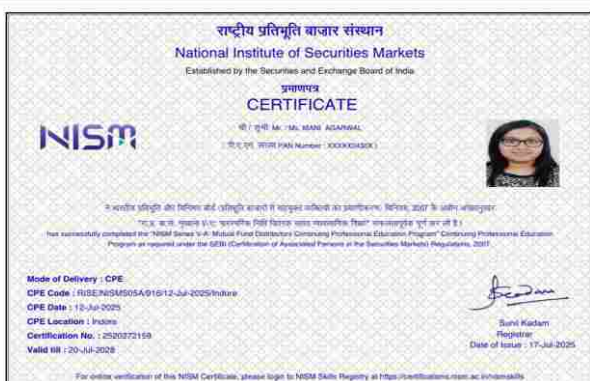 राष्ट्रीय प्रतिभूति बाजार संस्थान
National Institute of Securities Markets
Established by the Securities and Exchange Board of India
प्रमाणपत्र
CERTIFICATE
NISM
श्री / सुश्री Mr. / Ms. MANI AGARWAL
PAN Number :
has successfully completed the "NISM Series V-A: Mutual Fund Distributors Continuing Professional Education Program" Continuing Professional Education
Program as required under the SEBI (Certification of Associated Persons in the Securities Markets) Regulations, 2007.
Mode of Delivery : CPE
CPE Code : RISE/NISMS05A/916/12-Jul-2025/Indore
CPE Date : 12-Jul-2025
CPE Location : Indore
Certification No. : 2520272159
Valid till : 20-Jul-2028
Sunil Kadam
Registrar
Date of Issue : 17-Jul-2025
For online verification of this NISM Certificate, please login to NISM Skills Registry at https://certifications.nism.ac.in/nismskills